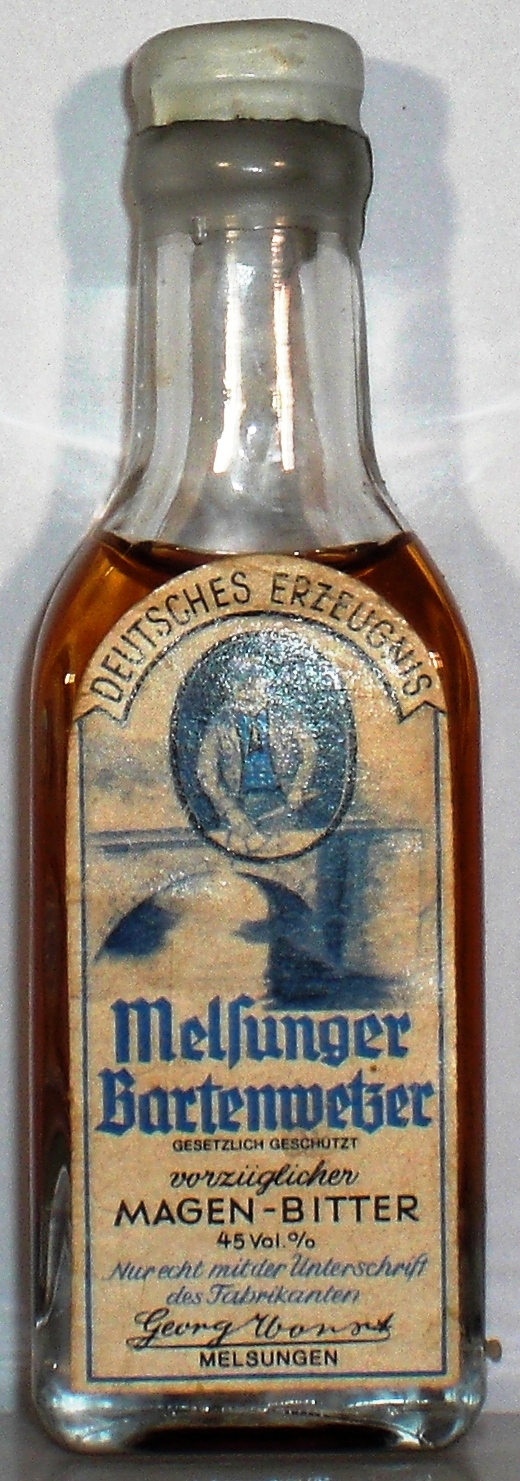 DEUTSCHES ERZEUGNIS
Melſunger
Bartenwetzer
GESETZLICH GESCHÜTZT
vorzüglicher
MAGEN-BITTER
45 Vol.%
Nur echt mit der Unterschrift
des Fabrikanten
Georg
MELSUNGEN